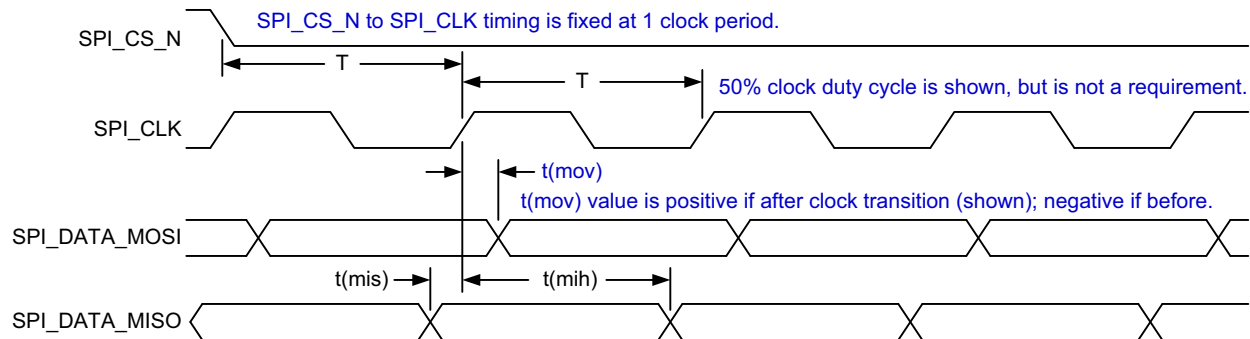 SPI_CS_N to SPI_CLK timing is fixed at 1 clock period.
SPI_CS_N
T
T
50% clock duty cycle is shown, but is not a requirement.
SPI_CLK
t(mov)
t(mov) value is positive if after clock transition (shown); negative if before.
SPI_DATA_MOSI
t(mis)
t(mih)
SPI_DATA_MISO